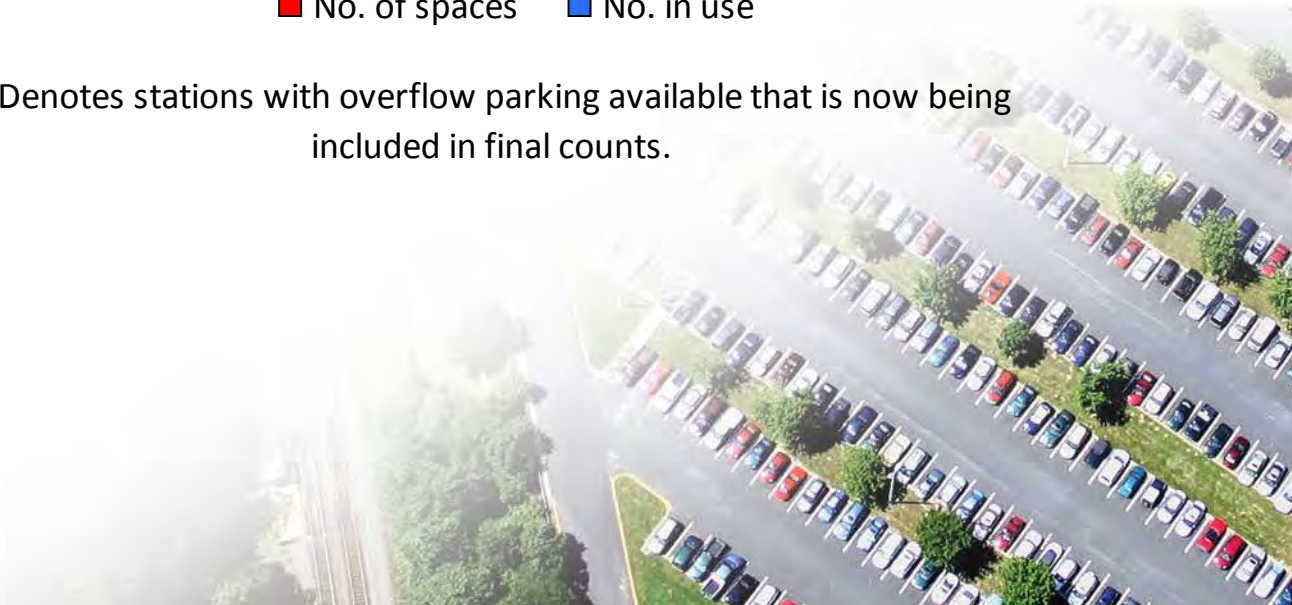 No. of spaces No. in use
Denotes stations with overflow parking available that is now being
included in final counts.